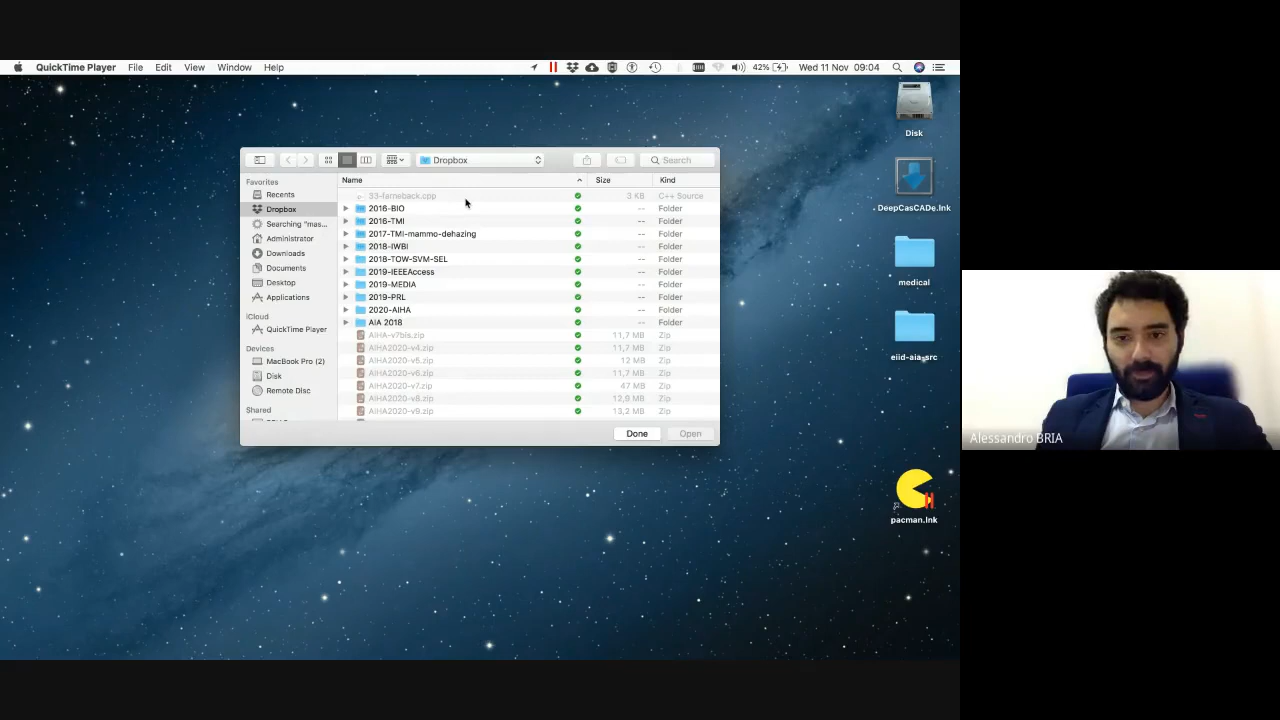 QuickTime Player File Edit View Window Help 42% Wed 11 Nov 09:04
Dropbox Search
Favorites
Recents
Dropbox
Searching "mas...
Administrator
Downloads
Documents
Desktop
Applications
iCloud
QuickTime Player
Devices
MacBook Pro (2)
Disk
Remote Disc
Shared
Name Size Kind
33-farneback.cpp 3 KB C++ Source
2016-BIO -- Folder
2016-TMI -- Folder
2017-TMI-mammo-dehazing -- Folder
2018-IWBI -- Folder
2018-TOW-SVM-SEL -- Folder
2019-IEEEAccess -- Folder
2019-MEDIA -- Folder
2019-PRL -- Folder
2020-AIHA -- Folder
AIA 2018 -- Folder
AIHA-v7bis.zip 11,7 MB Zip
AIHA2020-v4.zip 11,7 MB Zip
AIHA2020-v5.zip 12 MB Zip
AIHA2020-v6.zip 11,7 MB Zip
AIHA2020-v7.zip 47 MB Zip
AIHA2020-v8.zip 12,9 MB Zip
AIHA2020-v9.zip 13,2 MB Zip
Done Open
Disk
DeepCasCADe.lnk
medical
eiid-aia-src
pacman.lnk
Alessandro BRIA